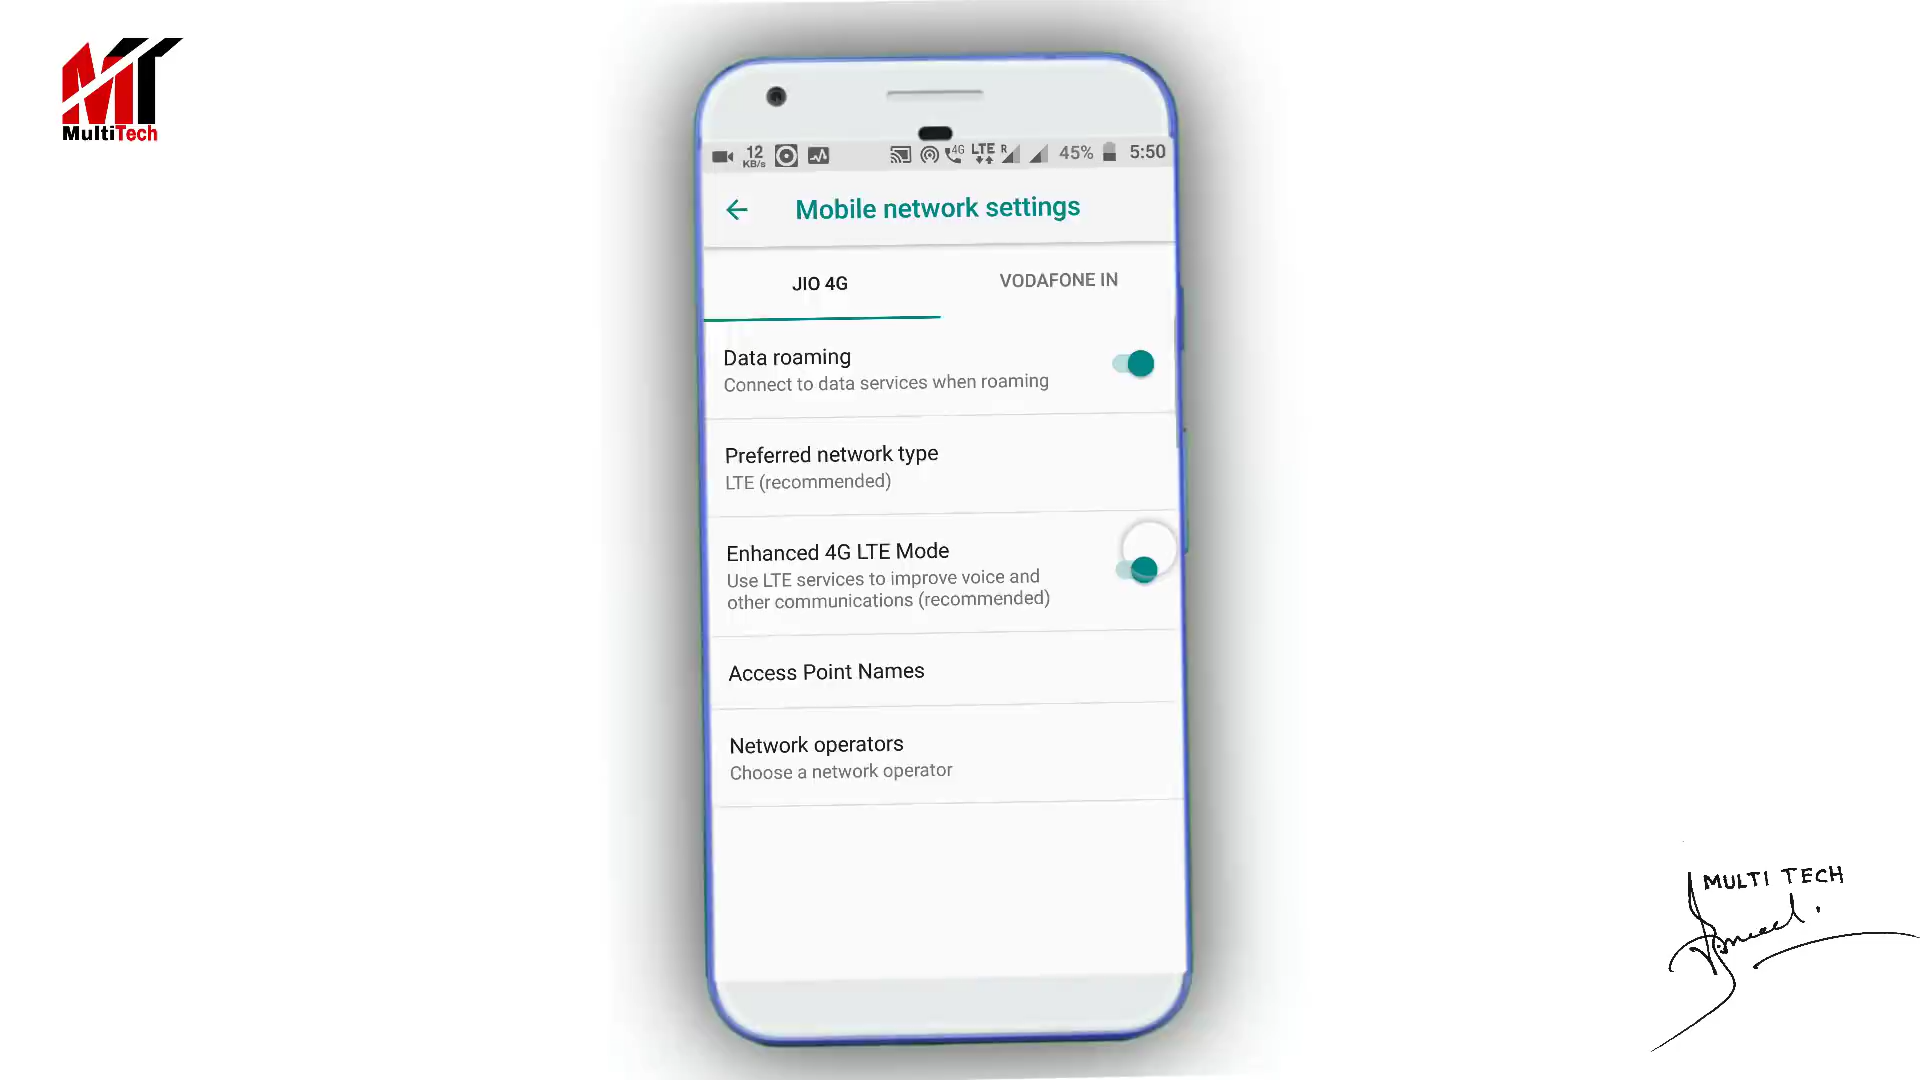 MT
MultiTech
12 KB/s
4G LTE R 45% 5:50
Mobile network settings
JIO 4G VODAFONE IN
Data roaming
Connect to data services when roaming
Preferred network type
LTE (recommended)
Enhanced 4G LTE Mode
Use LTE services to improve voice and
other communications (recommended)
Access Point Names
Network operators
Choose a network operator
MULTI TECH